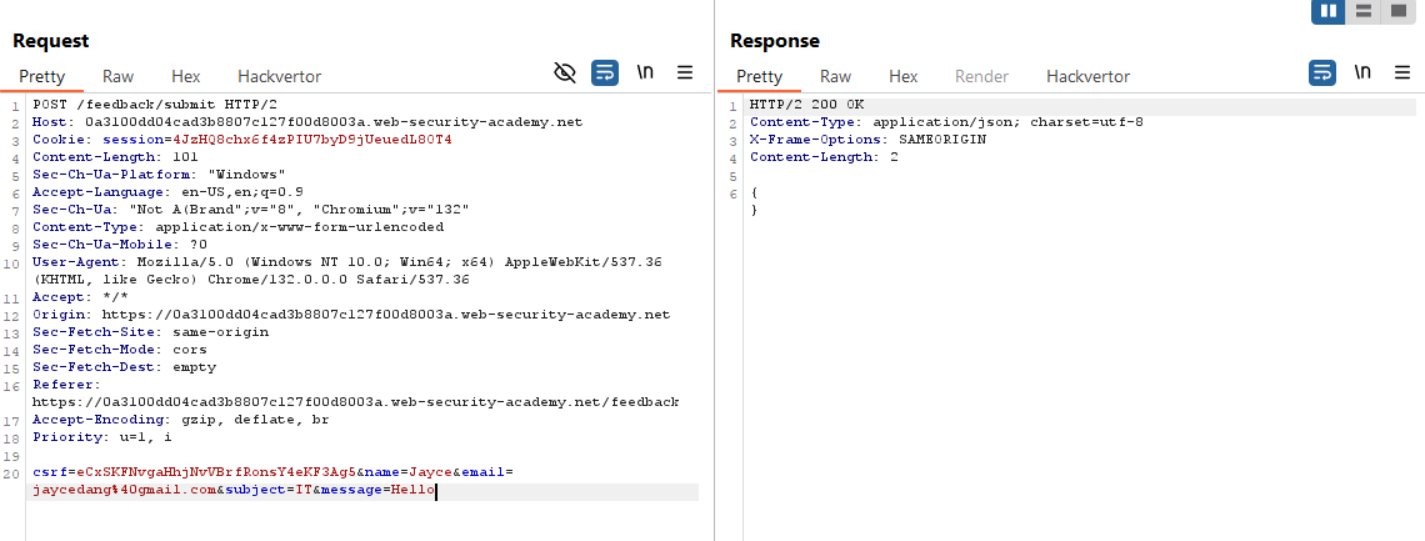 Request
Pretty Raw Hex Hackvertor \n
1 POST /feedback/submit HTTP/2
2 Host: 0a3100dd04cad3b8807c127f00d8003a.web-security-academy.net
3 Cookie: session=4JzHQ8chx6f4zPIU7byD9jUeuedL80T4
4 Content-Length: 101
5 Sec-Ch-Ua-Platform: "Windows"
6 Accept-Language: en-US,en;q=0.9
7 Sec-Ch-Ua: "Not A(Brand";v="8", "Chromium";v="132"
8 Content-Type: application/x-www-form-urlencoded
9 Sec-Ch-Ua-Mobile: ?0
10 User-Agent: Mozilla/5.0 (Windows NT 10.0; Win64; x64) AppleWebKit/537.36
(KHTML, like Gecko) Chrome/132.0.0.0 Safari/537.36
11 Accept: */*
12 Origin: https://0a3100dd04cad3b8807c127f00d8003a.web-security-academy.net
13 Sec-Fetch-Site: same-origin
14 Sec-Fetch-Mode: cors
15 Sec-Fetch-Dest: empty
16 Referer:
https://0a3100dd04cad3b8807c127f00d8003a.web-security-academy.net/feedback
17 Accept-Encoding: gzip, deflate, br
18 Priority: u=1, i
19
20 csrf=eCxSKFNvgaHhjNvVBrfRonsY4eKF3Ag5&name=Jayce&email=
jaycedang%40gmail.com&subject=IT&message=Hello
Response
Pretty Raw Hex Render Hackvertor \n
1 HTTP/2 200 OK
2 Content-Type: application/json; charset=utf-8
3 X-Frame-Options: SAMEORIGIN
4 Content-Length: 2
5
6 {
}